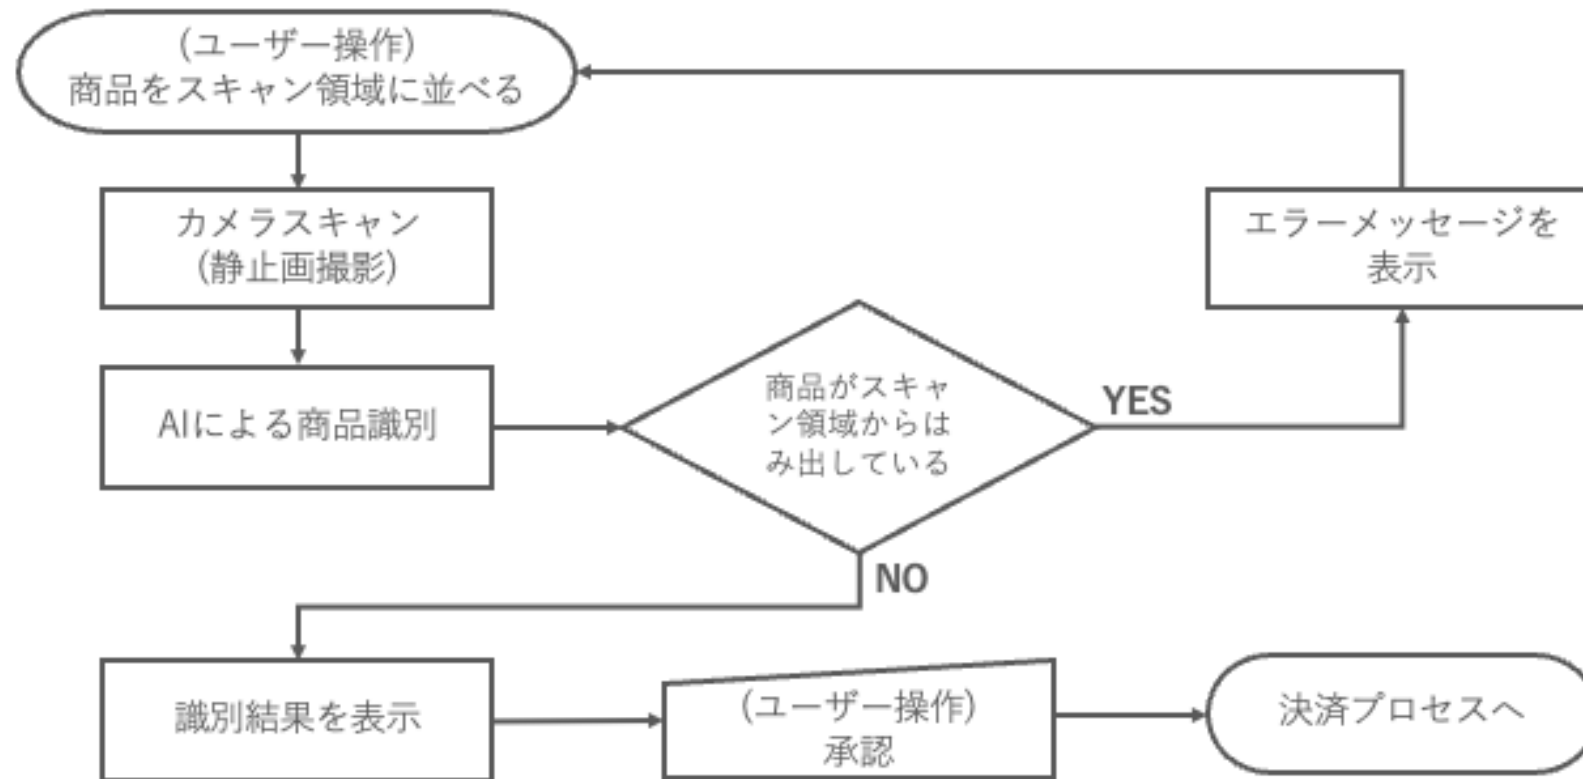 (ユーザー操作)
商品をスキャン領域に並べる
カメラスキャン
(静止画撮影)
エラーメッセージを
表示
AIによる商品識別
商品がスキャ
ン領域からは
み出している
YES
NO
識別結果を表示
(ユーザー操作)
承認
決済プロセスへ